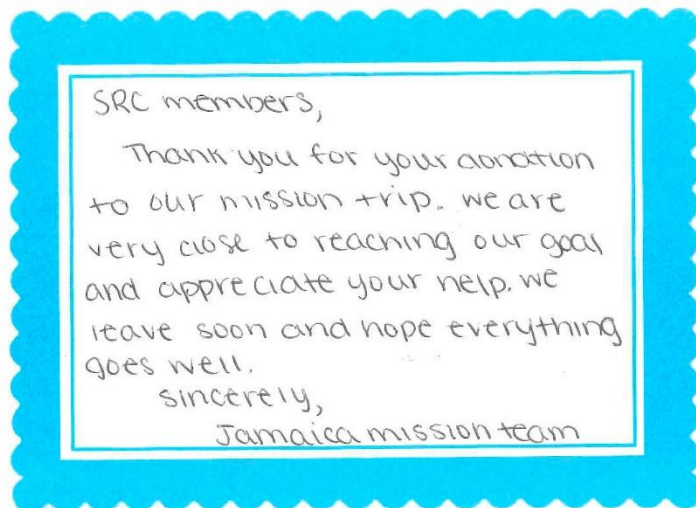 SRC members,
Thank you for your donation
to our mission trip. we are
very close to reaching our goal
and appreciate your help. we
leave soon and hope everything
goes well.
sincerely,
Jamaica mission team